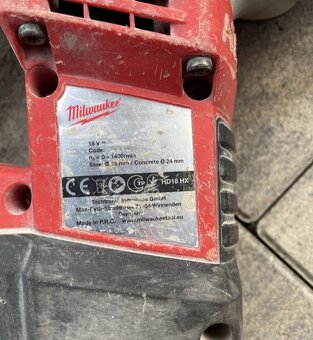 Milwaukee
18 V
Code:
n₀ = 0 - 1400/min
Steel Ø 13 mm / Concrete Ø 24 mm
HD18 HX
Techtronic Industries GmbH
Max-Eyth-Straße 71364 Winnenden
Germany
Made in P.R.C. www.milwaukeetool.eu